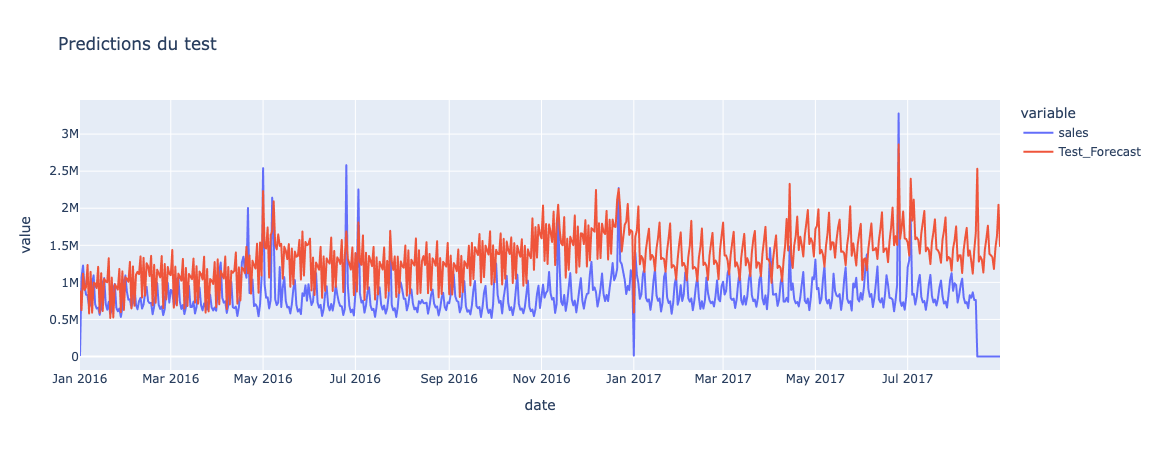 Predictions du test
variable
sales
Test_Forecast
value
3M
2.5M
2M
1.5M
1M
0.5M
0
Jan 2016 Mar 2016 May 2016 Jul 2016 Sep 2016 Nov 2016 Jan 2017 Mar 2017 May 2017 Jul 2017
date